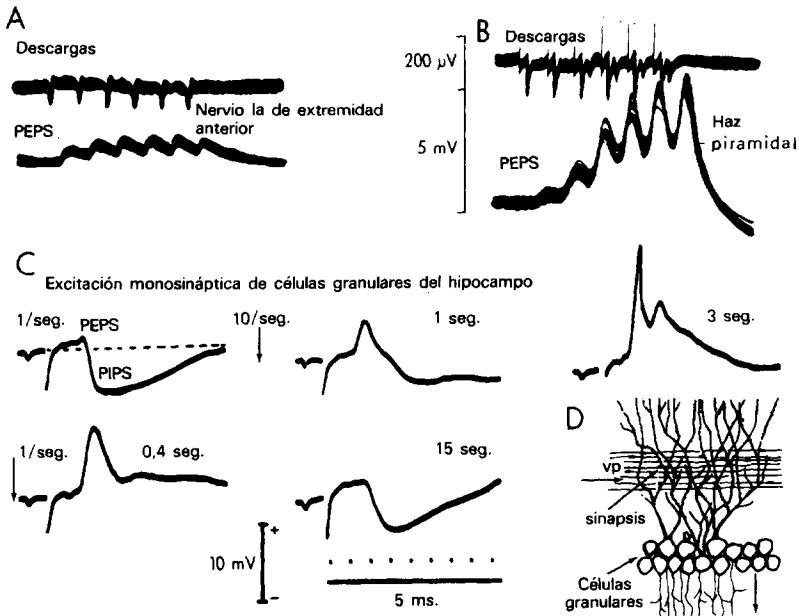 A
Descargas
Nervio la de extremidad
anterior
PEPS
B
Descargas
200 µV
5 mV
Haz
piramidal
PEPS
C
Excitación monosináptica de células granulares del hipocampo
1/seg.
PEPS
PIPS
10/seg.
1 seg.
3 seg.
1/seg.
0,4 seg.
15 seg.
+
10 mV
–
5 ms.
D
vp
sinapsis
Células
granulares